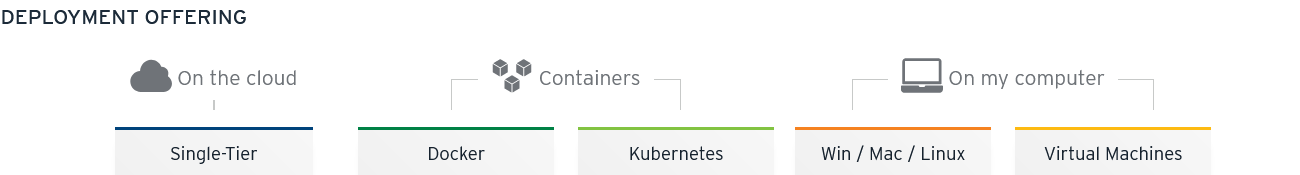 DEPLOYMENT OFFERING
On the cloud
Containers
On my computer
Single-Tier
Docker
Kubernetes
Win / Mac / Linux
Virtual Machines